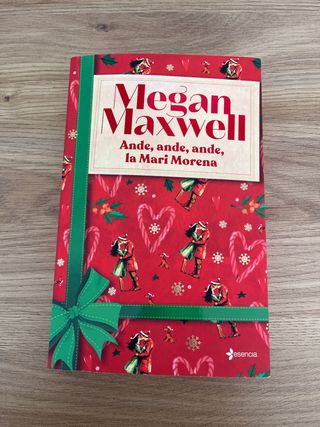 Megan
Maxwell
Ande, ande, ande,
la Mari Morena
esencia